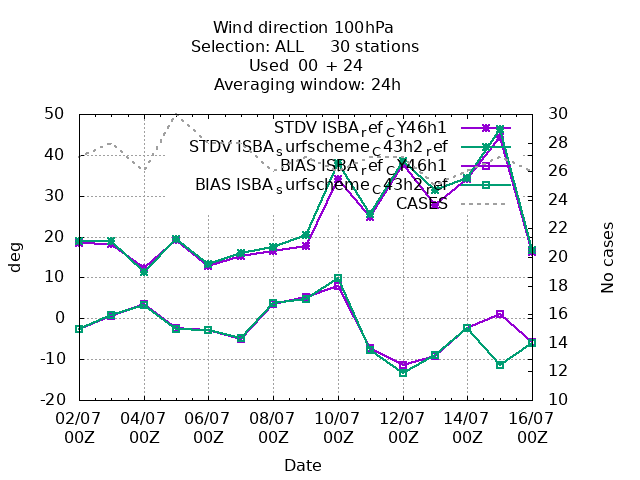 Wind direction 100hPa
Selection: ALL 30 stations
Used 00 + 24
Averaging window: 24h
STDV ISBA_ref_CY46h1
STDV ISBA_surfscheme_C43h2_ref
BIAS ISBA_ref_CY46h1
BIAS ISBA_surfscheme_C43h2_ref
CASES
50
40
30
20
10
0
-10
-20
deg
30
28
26
24
22
20
18
16
14
12
10
No cases
02/07 04/07 06/07 08/07 10/07 12/07 14/07 16/07
00Z 00Z 00Z 00Z 00Z 00Z 00Z 00Z
Date